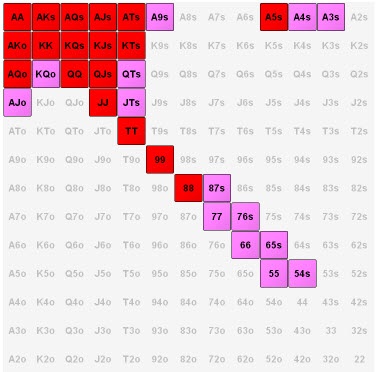 AA AKs AQs AJs ATs A9s A8s A7s A6s A5s A4s A3s A2s
AKo KK KQs KJs KTs K9s K8s K7s K6s K5s K4s K3s K2s
AQo KQo QQ QJs QTs Q9s Q8s Q7s Q6s Q5s Q4s Q3s Q2s
AJo KJo QJo JJ JTs J9s J8s J7s J6s J5s J4s J3s J2s
ATo KTo QTo JTo TT T9s T8s T7s T6s T5s T4s T3s T2s
A9o K9o Q9o J9o T9o 99 98s 97s 96s 95s 94s 93s 92s
A8o K8o Q8o J8o T8o 98o 88 87s 86s 85s 84s 83s 82s
A7o K7o Q7o J7o T7o 97o 87o 77 76s 75s 74s 73s 72s
A6o K6o Q6o J6o T6o 96o 86o 76o 66 65s 64s 63s 62s
A5o K5o Q5o J5o T5o 95o 85o 75o 65o 55 54s 53s 52s
A4o K4o Q4o J4o T4o 94o 84o 74o 64o 54o 44 43s 42s
A3o K3o Q3o J3o T3o 93o 83o 73o 63o 53o 43o 33 32s
A2o K2o Q2o J2o T2o 92o 82o 72o 62o 52o 42o 32o 22